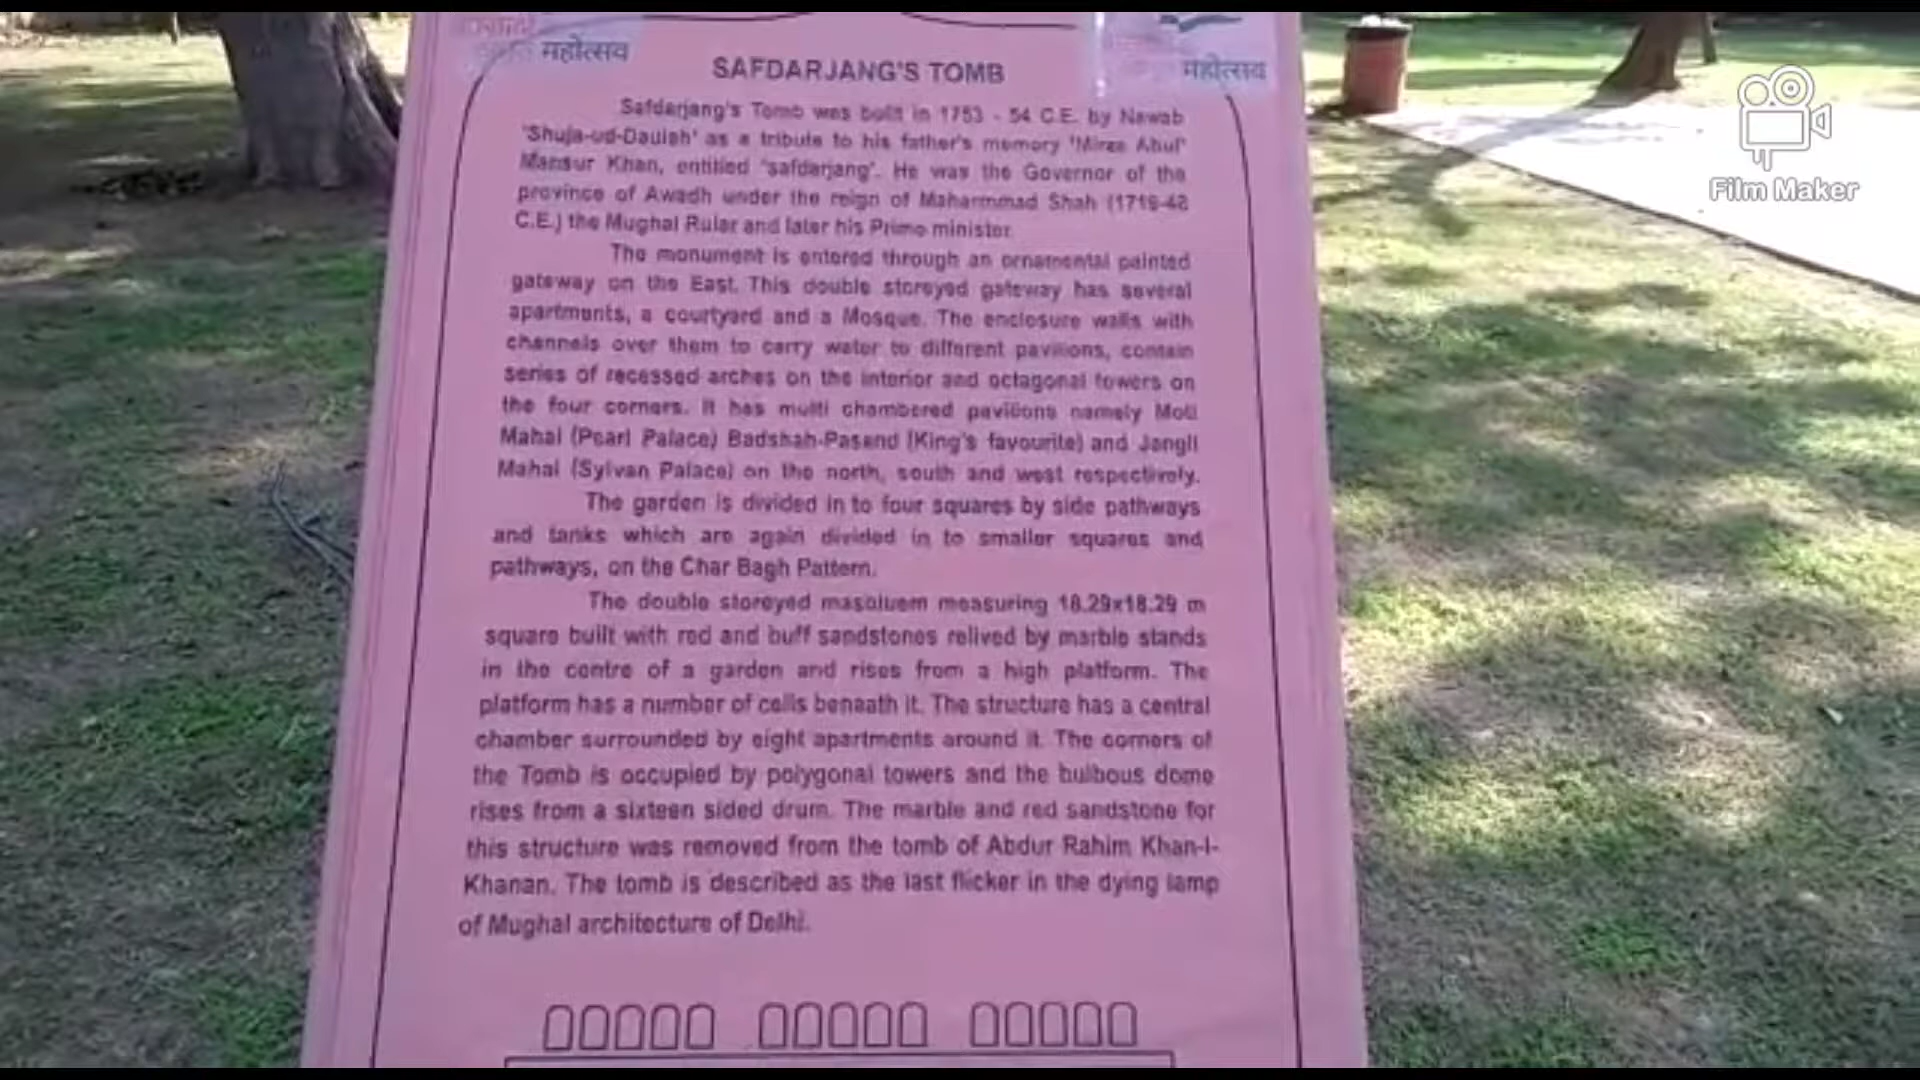 महोत्सव
महोत्सव
SAFDARJANG'S TOMB
Safdarjang's Tomb was built in 1753 - 54 C.E. by Nawab
'Shuja-ud-Daulah' as a tribute to his father's memory 'Mirza Abul'
Mansur Khan, entitled 'safdarjang'. He was the Governor of the
province of Awadh under the reign of Mahammad Shah (1719-48
C.E.) the Mughal Rular and later his Prime minister.
The monument is entered through an ornamental painted
gateway on the East. This double storeyed gateway has several
apartments, a courtyard and a Mosque. The enclosure walls with
channels over them to carry water to different pavilions, contain
series of recessed arches on the interior and octagonal towers on
the four corners. It has multi chambered pavilions namely Moti
Mahal (Pearl Palace) Badshah-Pasand (King's favourite) and Jangli
Mahal (Sylvan Palace) on the north, south and west respectively.
The garden is divided in to four squares by side pathways
and tanks which are again divided in to smaller squares and
pathways, on the Char Bagh Pattern.
The double storeyed masoluem measuring 18.29x18.29 m
square built with red and buff sandstones relived by marble stands
in the centre of a garden and rises from a high platform. The
platform has a number of cells beneath it. The structure has a central
chamber surrounded by eight apartments around it. The corners of
the Tomb is occupied by polygonal towers and the bulbous dome
rises from a sixteen sided drum. The marble and red sandstone for
this structure was removed from the tomb of Abdur Rahim Khan-I-
Khanan. The tomb is described as the last flicker in the dying lamp
of Mughal architecture of Delhi.
Film Maker